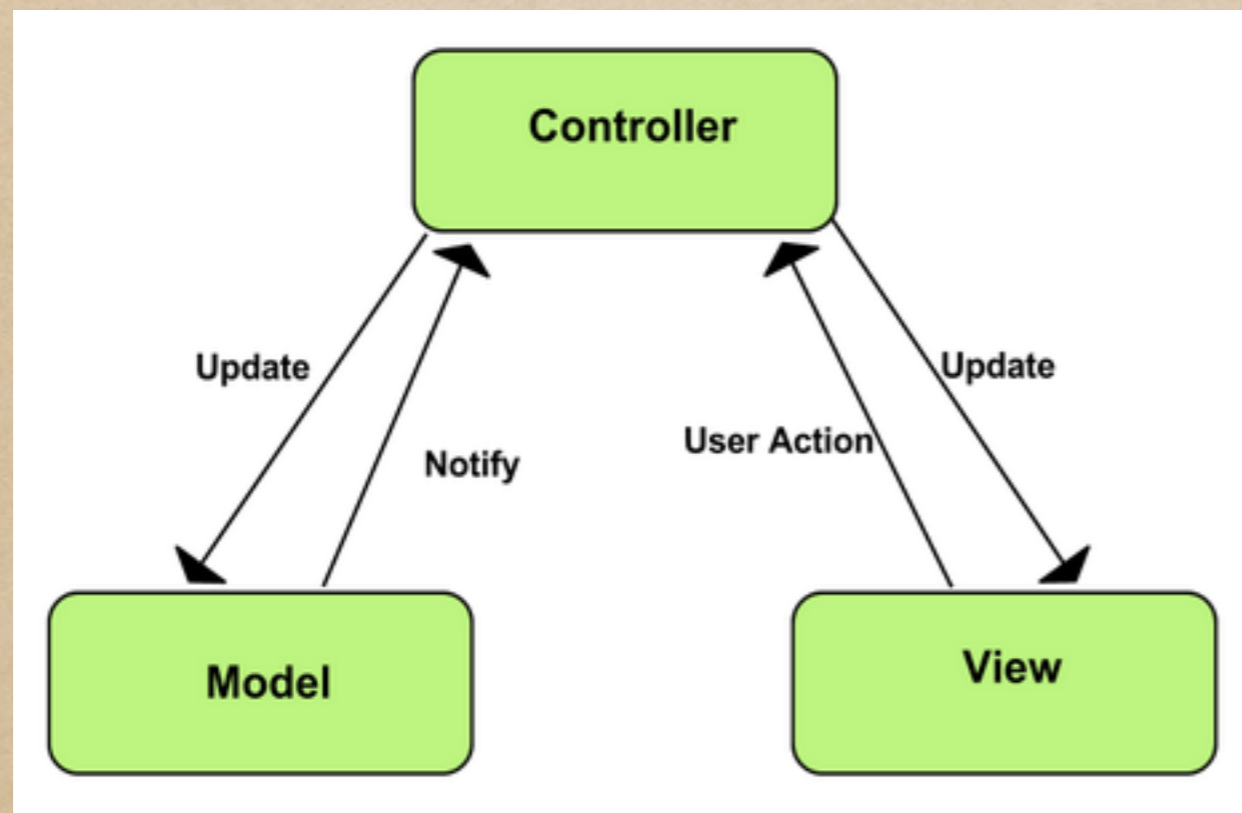 Controller
Update
Update
User Action
Notify
Model
View